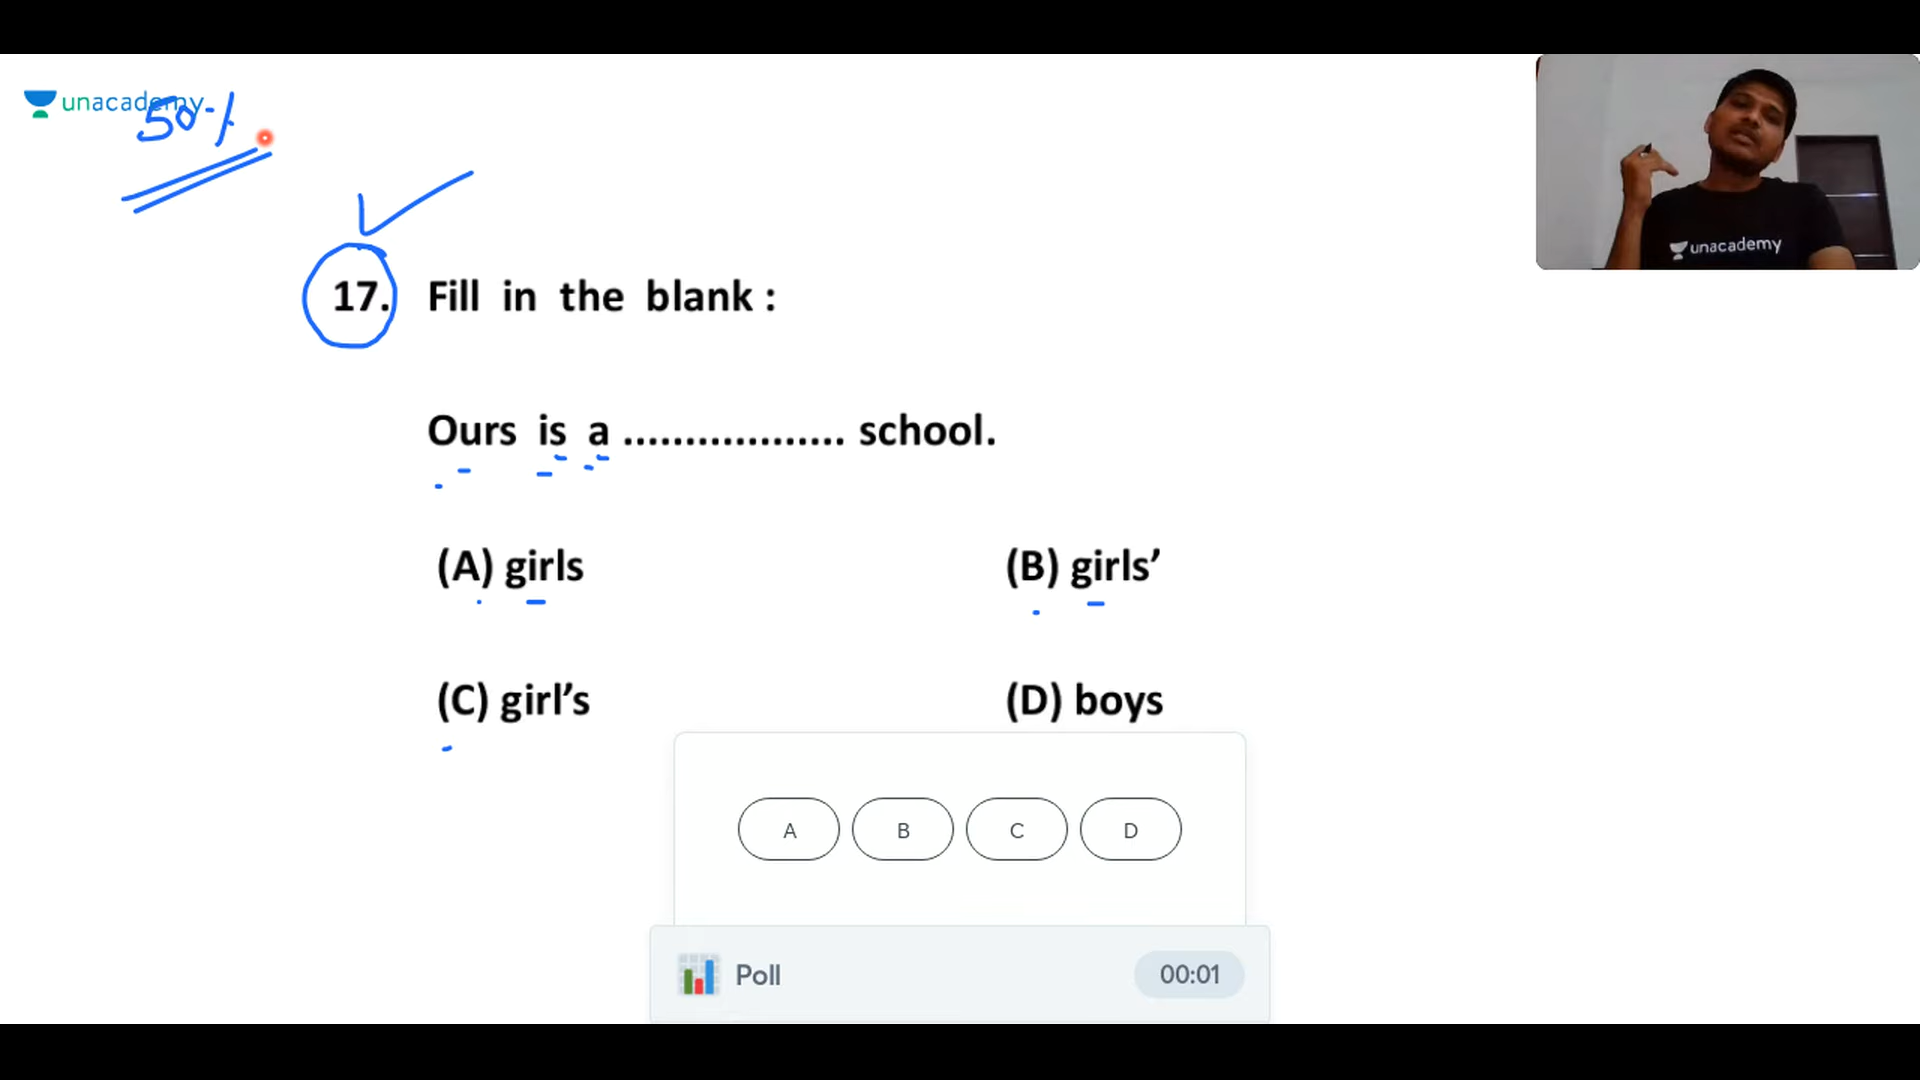 unacademy
50%
unacademy
17. Fill in the blank :
Ours is a .................. school.
(A) girls
(B) girls’
(C) girl’s
(D) boys
A B C D
Poll
00:01